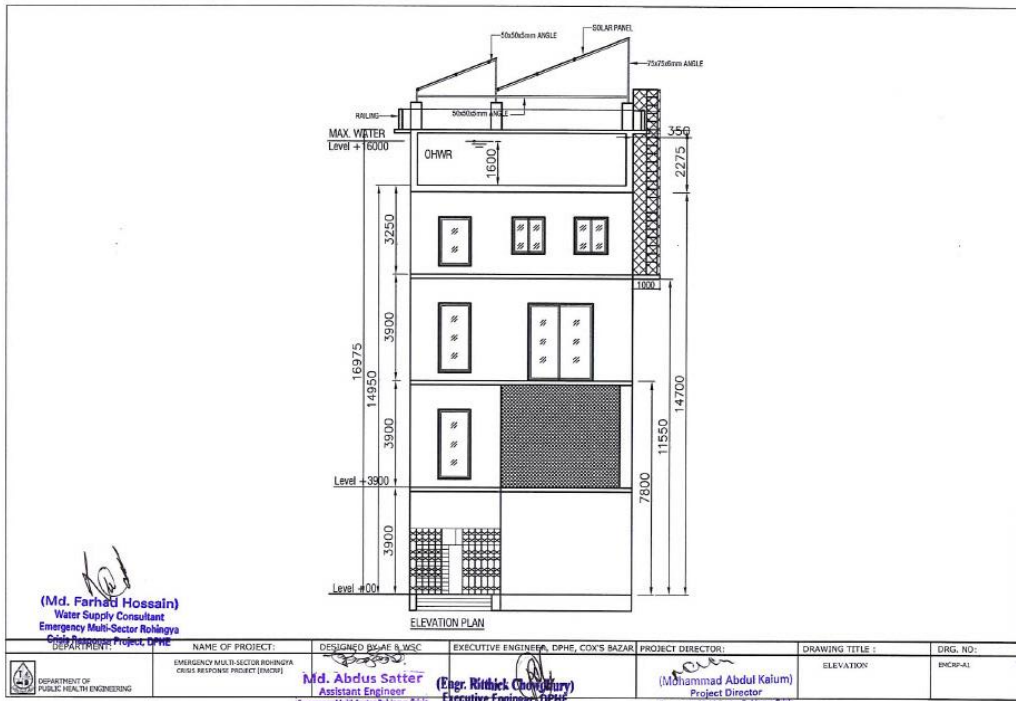 50x50x5mm ANGLE
SOLAR PANEL
75x75x6mm ANGLE
50x50x5mm ANGLE
RAILING
MAX. WATER
Level +16000
OHWR
1600
350
2275
3250
1000
3900
16975
14950
14700
11550
3900
7800
Level +3900
3900
Level +00
ELEVATION PLAN
(Md. Farhad Hossain)
Water Supply Consultant
Emergency Multi-Sector Rohingya
Crisis Response Project, DPHE
DEPARTMENT:
DEPARTMENT OF
PUBLIC HEALTH ENGINEERING
NAME OF PROJECT:
EMERGENCY MULTI-SECTOR ROHINGYA
CRISIS RESPONSE PROJECT [EMCRP]
DESIGNED BY AE & WSC
Md. Abdus Satter
Assistant Engineer
EXECUTIVE ENGINEER, DPHE, COX'S BAZAR
(Engr. Ritthick Chowdhury)
Executive Engineer, DPHE
PROJECT DIRECTOR:
(Mohammad Abdul Kaium)
Project Director
DRAWING TITLE :
ELEVATION
DRG. NO:
EMCRP-A1